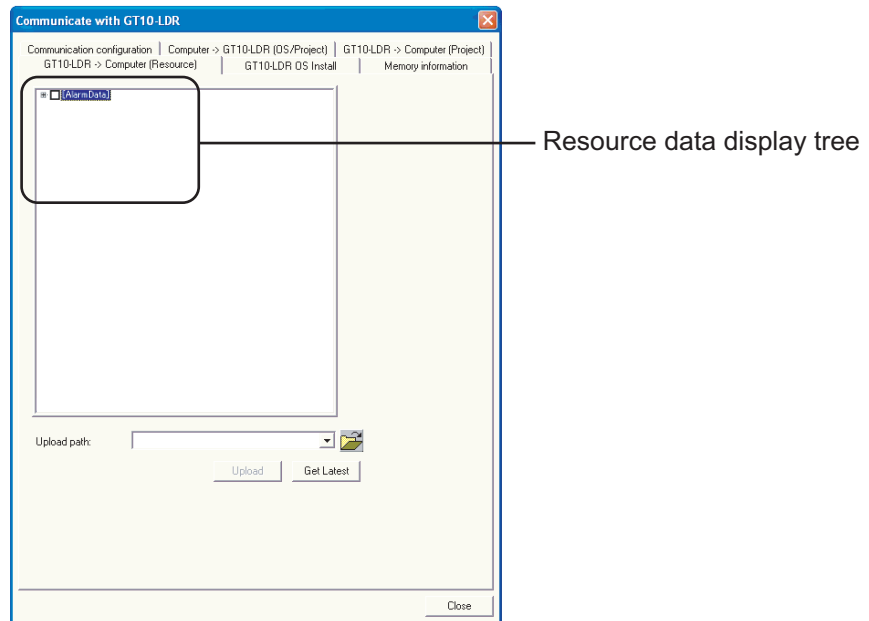 Communicate with GT10-LDR
Communication configuration
Computer -> GT10-LDR (OS/Project)
GT10-LDR -> Computer (Project)
GT10-LDR -> Computer (Resource)
GT10-LDR OS Install
Memory information
[AlarmData]
Resource data display tree
Upload path:
Upload
Get Latest
Close